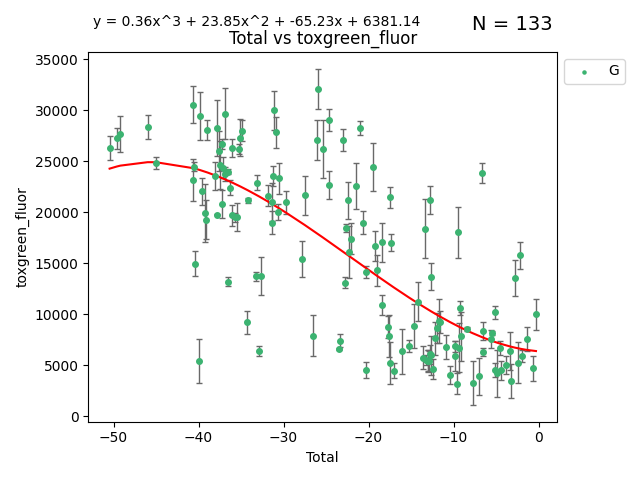 y = 0.36x^3 + 23.85x^2 + -65.23x + 6381.14
N = 133
Total vs toxgreen_fluor
G
toxgreen_fluor
35000
30000
25000
20000
15000
10000
5000
0
−50
−40
−30
−20
−10
0
Total